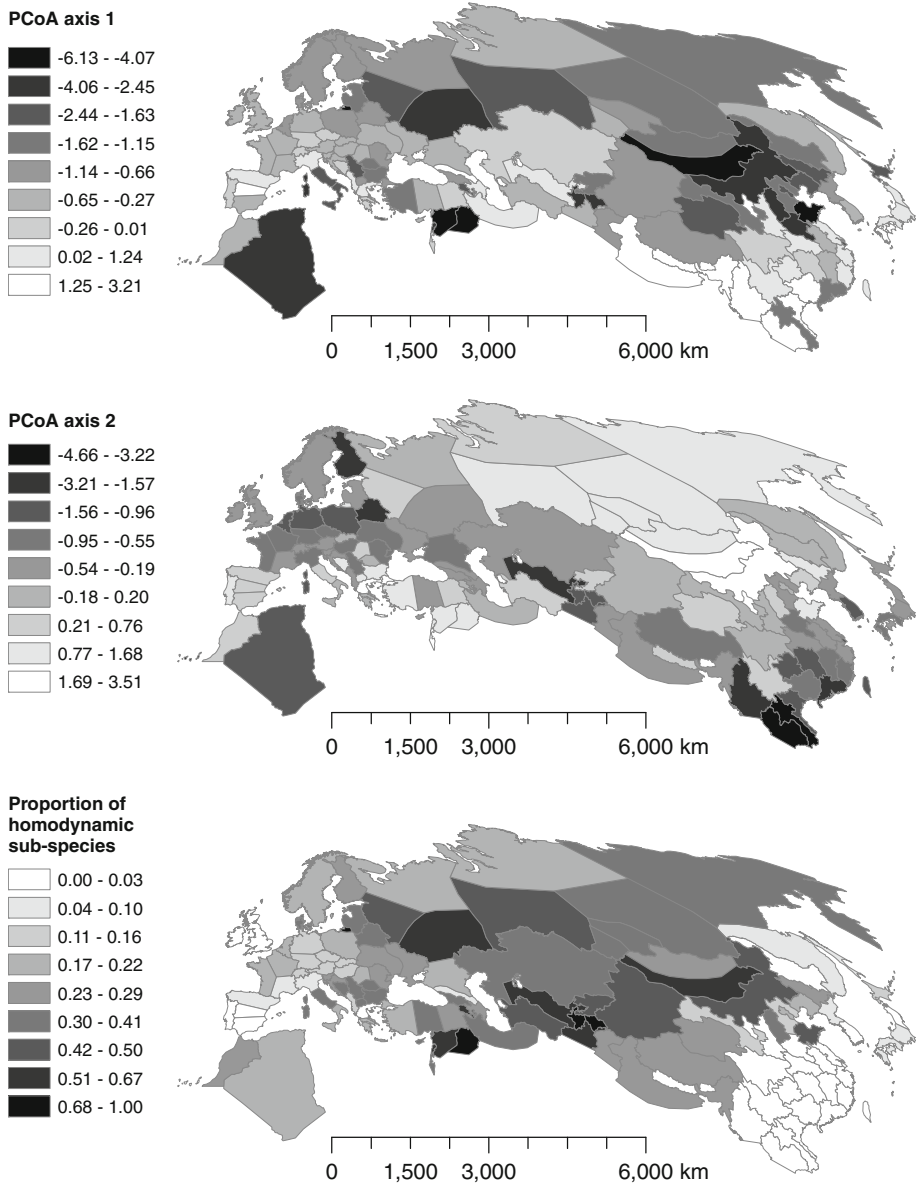 PCoA axis 1
-6.13 - -4.07
-4.06 - -2.45
-2.44 - -1.63
-1.62 - -1.15
-1.14 - -0.66
-0.65 - -0.27
-0.26 - 0.01
0.02 - 1.24
1.25 - 3.21
0 1,500 3,000 6,000 km
PCoA axis 2
-4.66 - -3.22
-3.21 - -1.57
-1.56 - -0.96
-0.95 - -0.55
-0.54 - -0.19
-0.18 - 0.20
0.21 - 0.76
0.77 - 1.68
1.69 - 3.51
0 1,500 3,000 6,000 km
Proportion of
homodynamic
sub-species
0.00 - 0.03
0.04 - 0.10
0.11 - 0.16
0.17 - 0.22
0.23 - 0.29
0.30 - 0.41
0.42 - 0.50
0.51 - 0.67
0.68 - 1.00
0 1,500 3,000 6,000 km